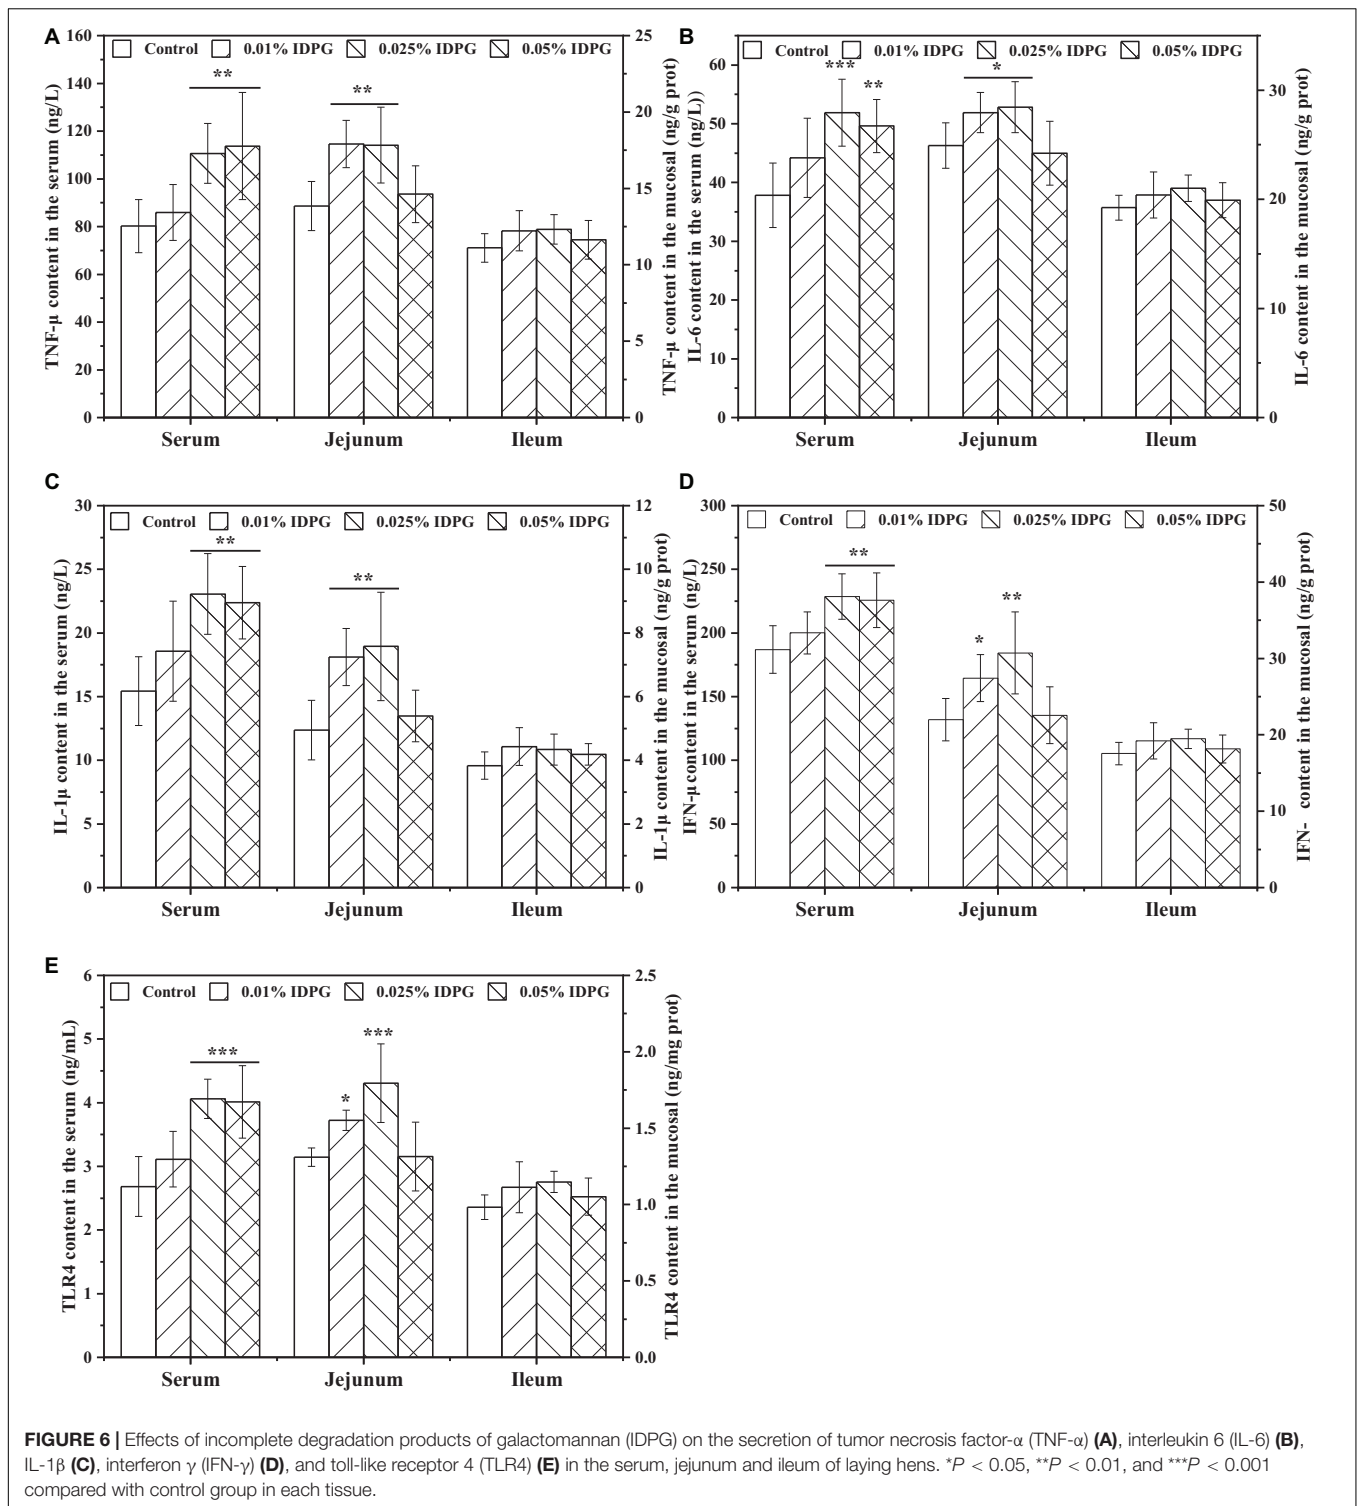 A
Control 0.01% IDPG 0.025% IDPG 0.05% IDPG
TNF-μ content in the serum (ng/L)
0 20 40 60 80 100 120 140 160
** **
Serum Jejunum Ileum
0 5 10 15 20 25
TNF-μ content in the mucosal (ng/g prot)
B
Control 0.01% IDPG 0.025% IDPG 0.05% IDPG
IL-6 content in the serum (ng/L))
0 10 20 30 40 50 60
*** ** *
Serum Jejunum Ileum
0 10 20 30
IL-6 content in the mucosal (ng/g prot)
C
Control 0.01% IDPG 0.025% IDPG 0.05% IDPG
IL-1μ content in the serum (ng/L)
0 5 10 15 20 25 30
** **
Serum Jejunum Ileum
0 2 4 6 8 10 12
IL-1μ content in the mucosal (ng/g prot)
D
Control 0.01% IDPG 0.025% IDPG 0.05% IDPG
IFN-μ content in the serum (ng/L)
0 50 100 150 200 250 300
** * **
Serum Jejunum Ileum
0 10 20 30 40 50
IFN- content in the mucosal (ng/g prot)
E
Control 0.01% IDPG 0.025% IDPG 0.05% IDPG
TLR4 content in the serum (ng/mL)
0 1 2 3 4 5 6
*** * ***
Serum Jejunum Ileum
0.0 0.5 1.0 1.5 2.0 2.5
TLR4 content in the mucosal (ng/mg prot)
FIGURE 6 | Effects of incomplete degradation products of galactomannan (IDPG) on the secretion of tumor necrosis factor-α (TNF-α) (A), interleukin 6 (IL-6) (B),
IL-1β (C), interferon γ (IFN-γ) (D), and toll-like receptor 4 (TLR4) (E) in the serum, jejunum and ileum of laying hens. *P < 0.05, **P < 0.01, and ***P < 0.001
compared with control group in each tissue.